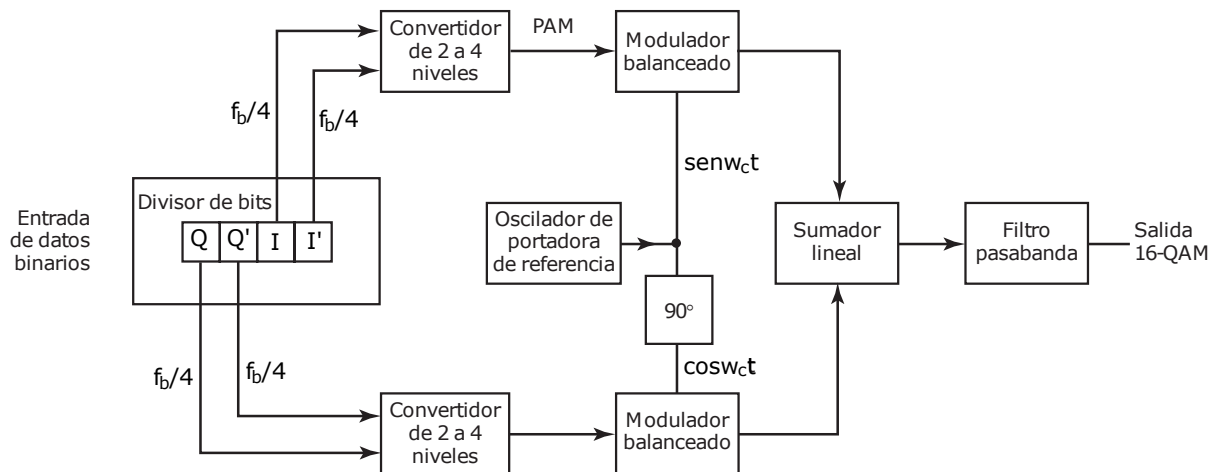 Convertidor
de 2 a 4
niveles
PAM
Modulador
balanceado
f_b/4
f_b/4
senw_ct
Entrada
de datos
binarios
Divisor de bits
Q Q' I I'
Oscilador de
portadora
de referencia
Sumador
lineal
Filtro
pasabanda
Salida
16-QAM
90°
f_b/4
f_b/4
cosw_ct
Convertidor
de 2 a 4
niveles
Modulador
balanceado